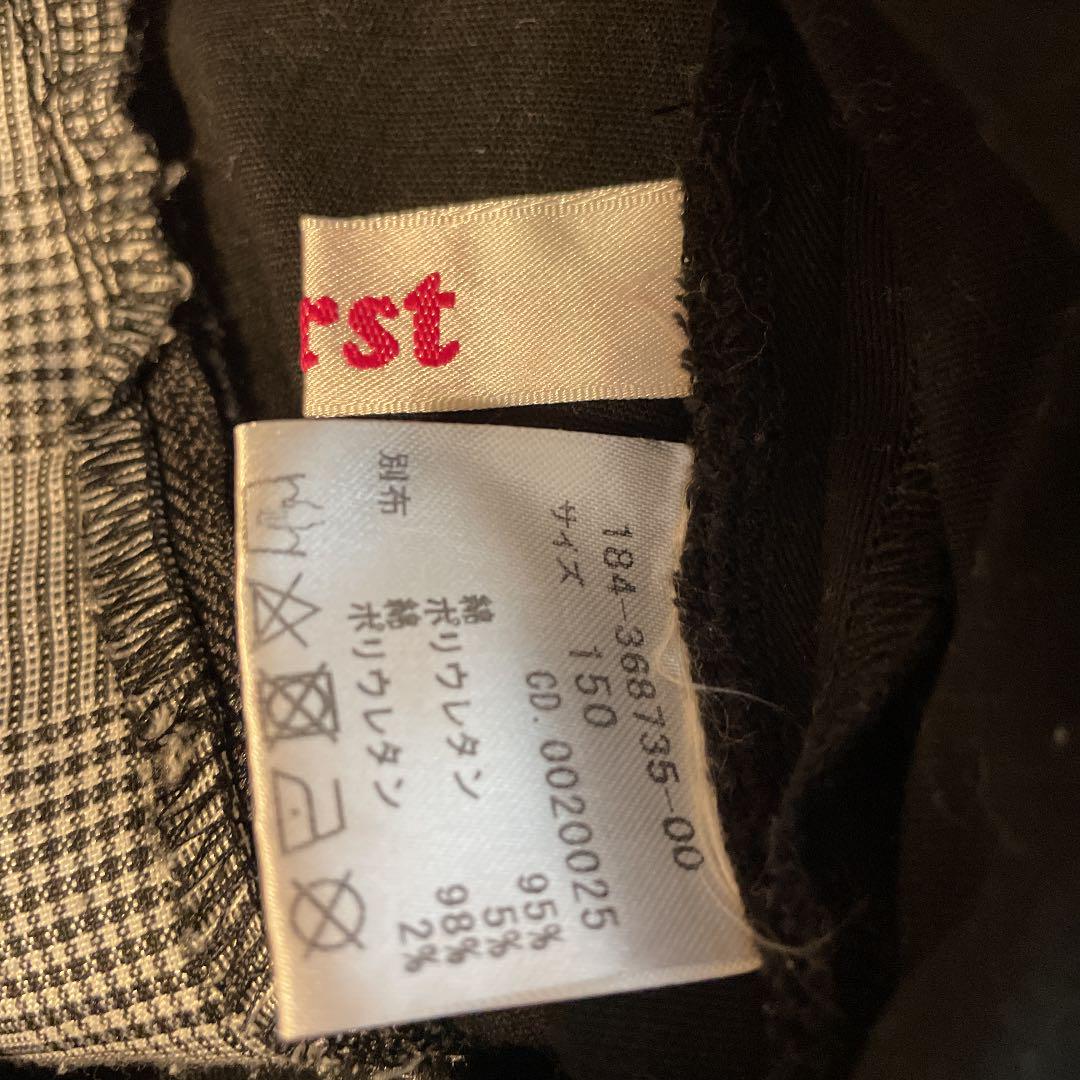 rst
184-368735-00
サイズ 150
CD.0020025
綿 95%
ポリウレタン 5%
別布 綿 98%
ポリウレタン 2%